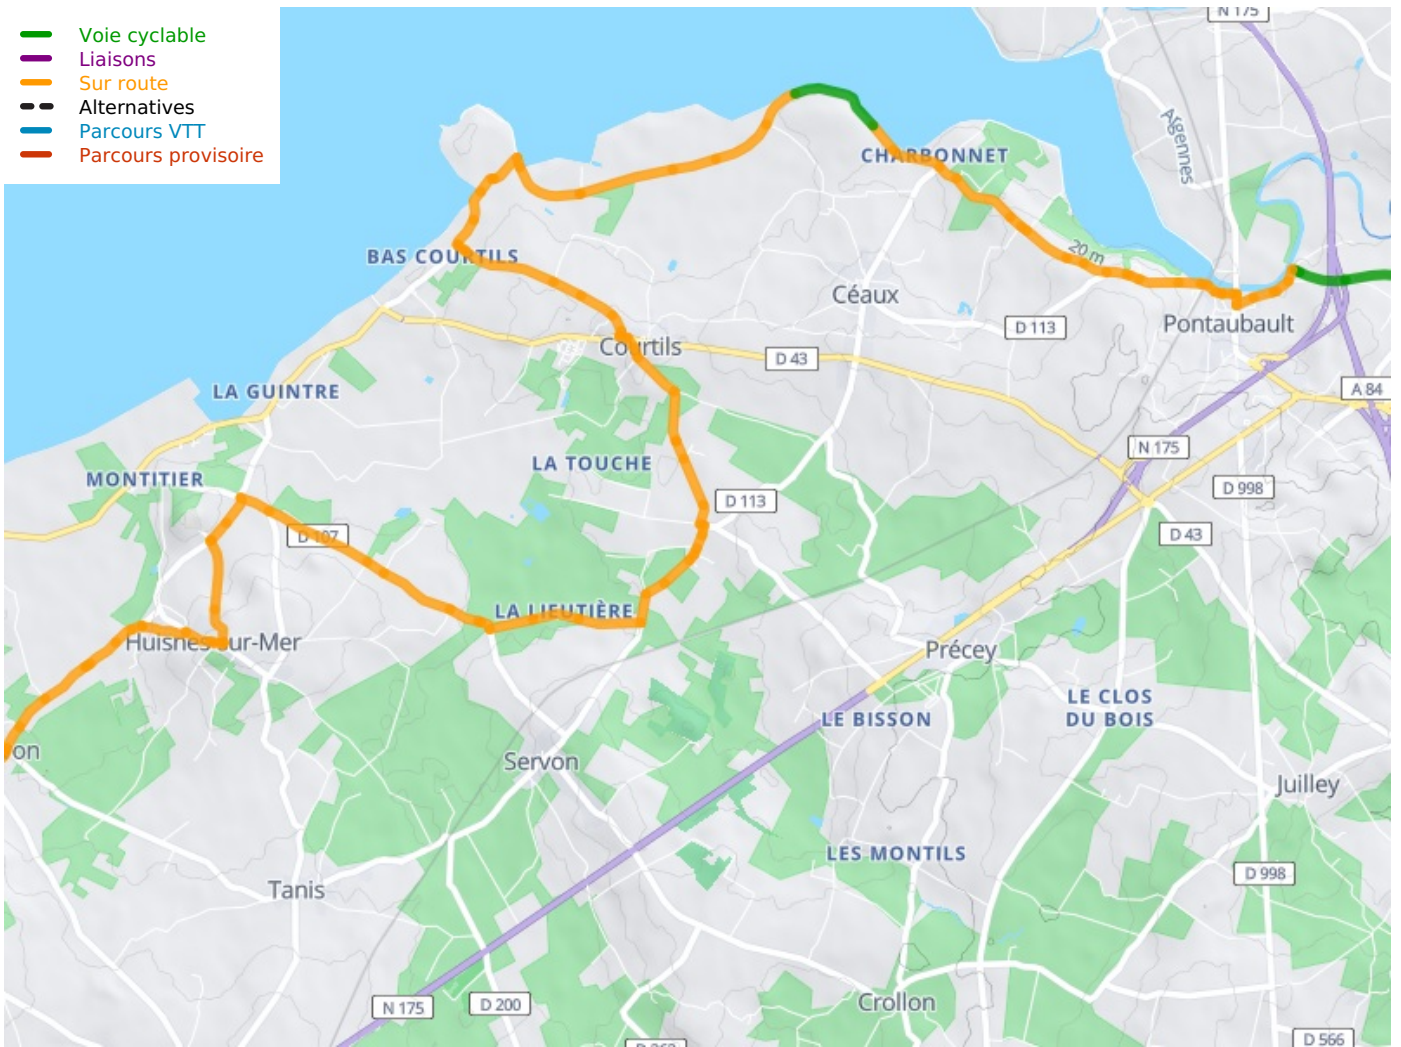 Voie cyclable
Liaisons
Sur route
Alternatives
Parcours VTT
Parcours provisoire
N 175
Algennes
CHARBONNET
BAS COURTILS
20 m
Céaux
D 113
Pontaubault
Courtils
D 43
A 84
LA GUINTRE
N 175
LA TOUCHE
MONTITIER
D 998
D 113
D 107
D 43
LA LIEUTIÈRE
Huisnes-sur-Mer
Précey
LE CLOS
DU BOIS
LE BISSON
on
Servon
Juilley
LES MONTILS
D 998
Tanis
Crollon
N 175
D 200
D 566